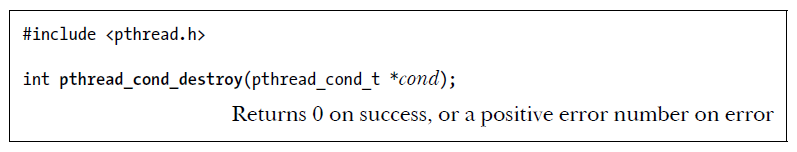 #include <pthread.h>
int pthread_cond_destroy(pthread_cond_t *cond);
Returns 0 on success, or a positive error number on error